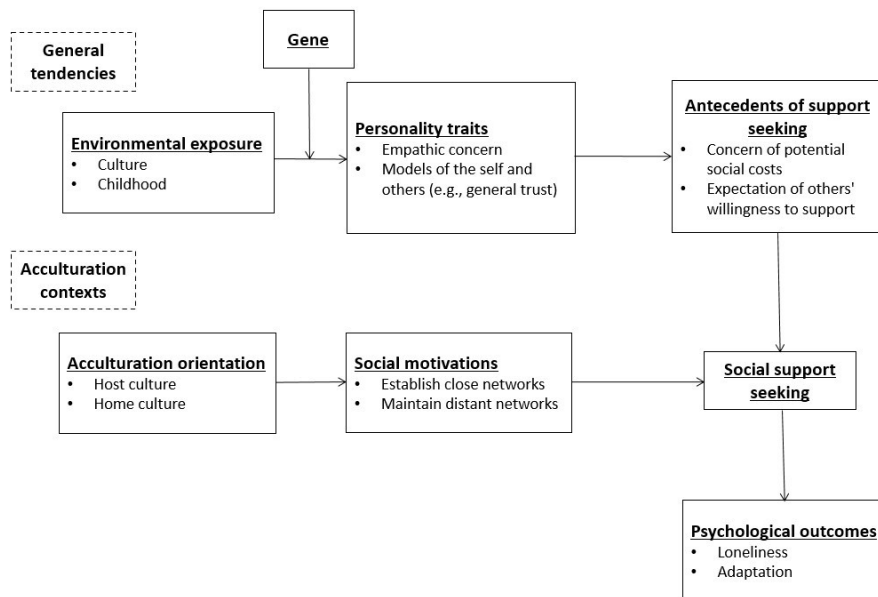 General
tendencies
Gene
Environmental exposure
• Culture
• Childhood
Personality traits
• Empathic concern
• Models of the self and
others (e.g., general trust)
Antecedents of support
seeking
• Concern of potential
social costs
• Expectation of others'
willingness to support
Acculturation
contexts
Acculturation orientation
• Host culture
• Home culture
Social motivations
• Establish close networks
• Maintain distant networks
Social support
seeking
Psychological outcomes
• Loneliness
• Adaptation